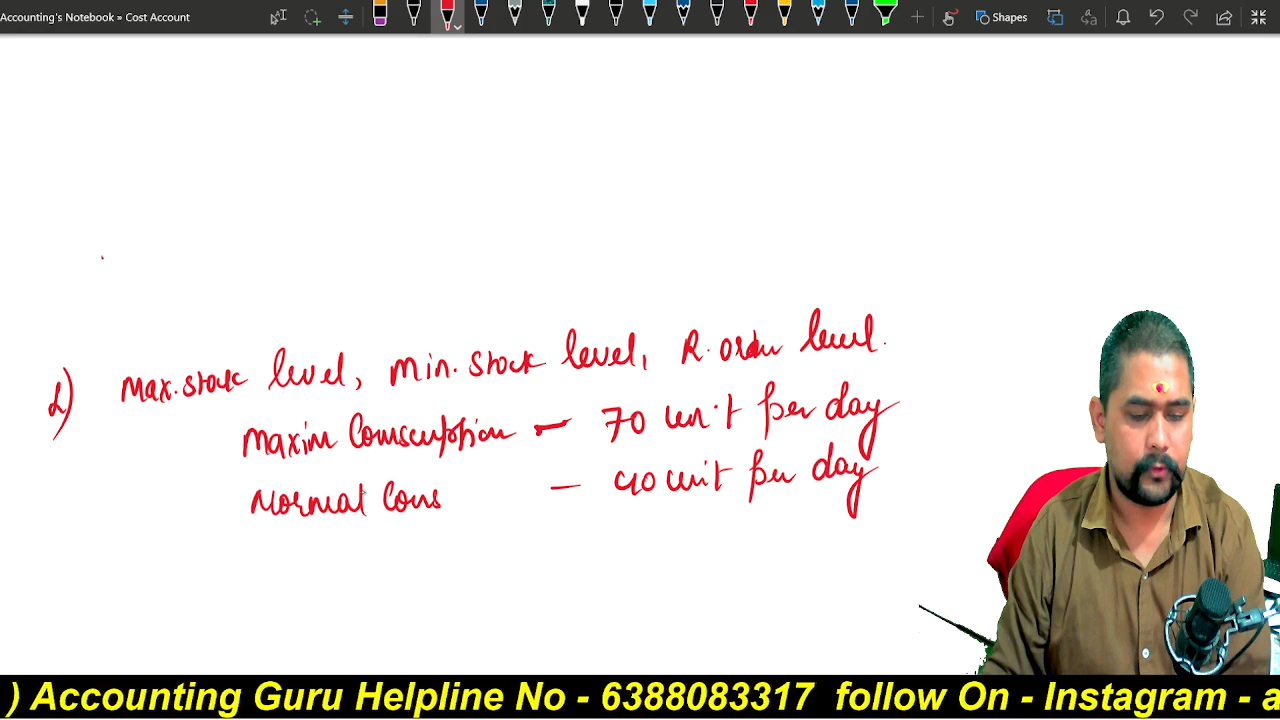 Accounting's Notebook » Cost Account
Shapes
2) Max. stock level, Min. stock level, R. order level.
Maxim Consumption — 70 unit per day
Normal Cons — 40 unit per day
) Accounting Guru Helpline No - 6388083317 follow On - Instagram - a